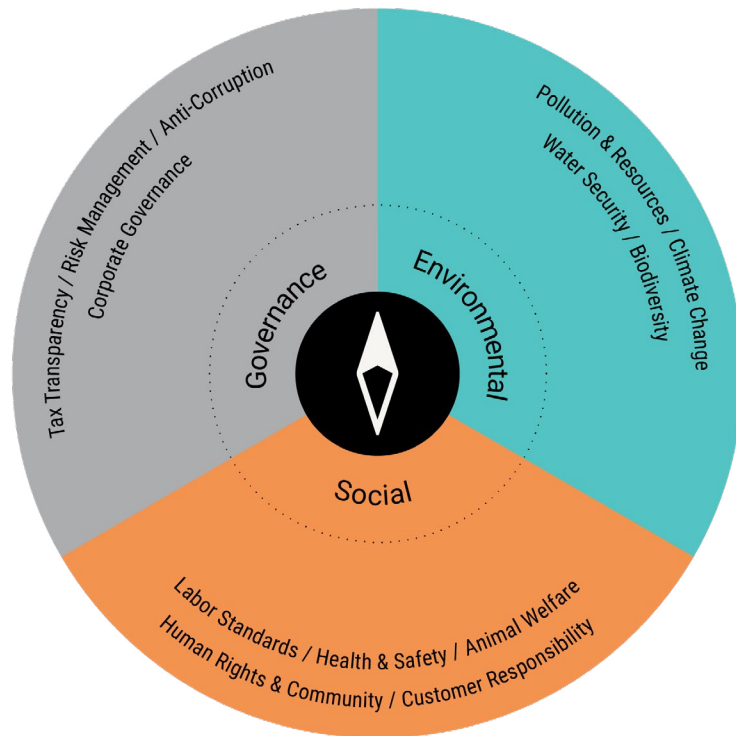 Tax Transparency / Risk Management / Anti-Corruption
Corporate Governance
Governance
Pollution & Resources / Climate Change
Water Security / Biodiversity
Environmental
Social
Labor Standards / Health & Safety / Animal Welfare
Human Rights & Community / Customer Responsibility